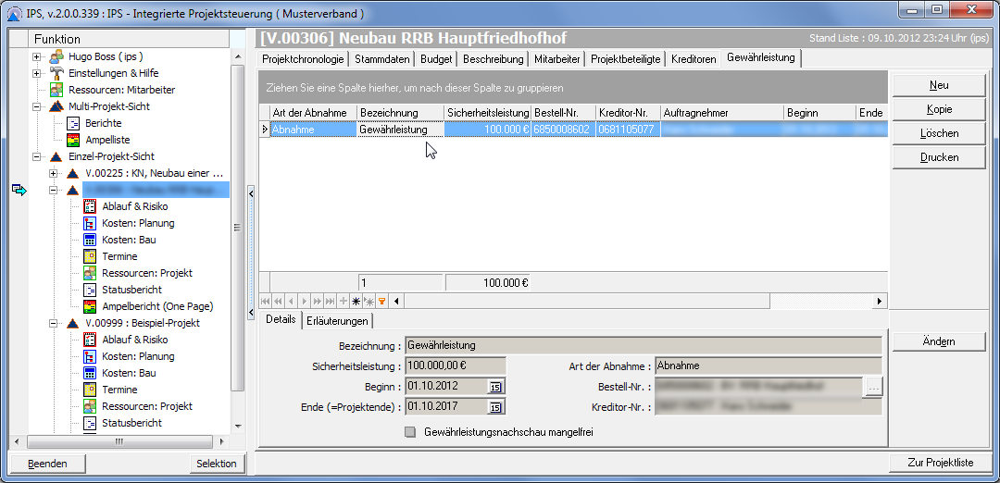 IPS, v.2.0.0.339 : IPS - Integrierte Projektsteuerung ( Musterverband )
Funktion
Hugo Boss ( ips )
Einstellungen & Hilfe
Ressourcen: Mitarbeiter
Multi-Projekt-Sicht
Berichte
Ampelliste
Einzel-Projekt-Sicht
V.00225 : KN, Neubau einer ...
Ablauf & Risiko
Kosten: Planung
Kosten: Bau
Termine
Ressourcen: Projekt
Statusbericht
Ampelbericht (One Page)
V.00999 : Beispiel-Projekt
Ablauf & Risiko
Kosten: Planung
Kosten: Bau
Termine
Ressourcen: Projekt
Statusbericht
Beenden
Selektion
[V.00306] Neubau RRB Hauptfriedhofhof
Stand Liste : 09.10.2012 23:24 Uhr (ips)
Projektchronologie Stammdaten Budget Beschreibung Mitarbeiter Projektbeteiligte Kreditoren Gewährleistung
Ziehen Sie eine Spalte hierher, um nach dieser Spalte zu gruppieren
Art der Abnahme Bezeichnung Sicherheitsleistung Bestell-Nr. Kreditor-Nr. Auftragnehmer Beginn Ende
Abnahme Gewährleistung 100.000 € 6850008602 0681105077
1 100.000 €
Neu
Kopie
Löschen
Drucken
Details Erläuterungen
Bezeichnung : Gewährleistung
Sicherheitsleistung : 100.000,00 € Art der Abnahme : Abnahme
Beginn : 01.10.2012 15 Bestell-Nr. : ...
Ende (=Projektende) : 01.10.2017 15 Kreditor-Nr. :
Gewährleistungsnachschau mangelfrei
Ändern
Zur Projektliste